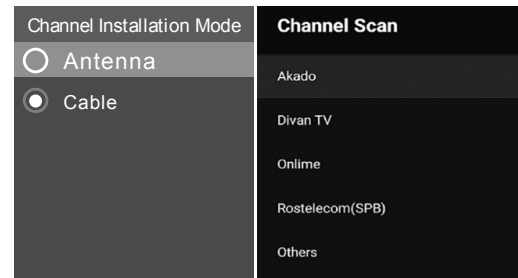 Channel Installation Mode
Antenna
Cable
Channel Scan
Akado
Divan TV
Onlime
Rostelecom(SPB)
Others